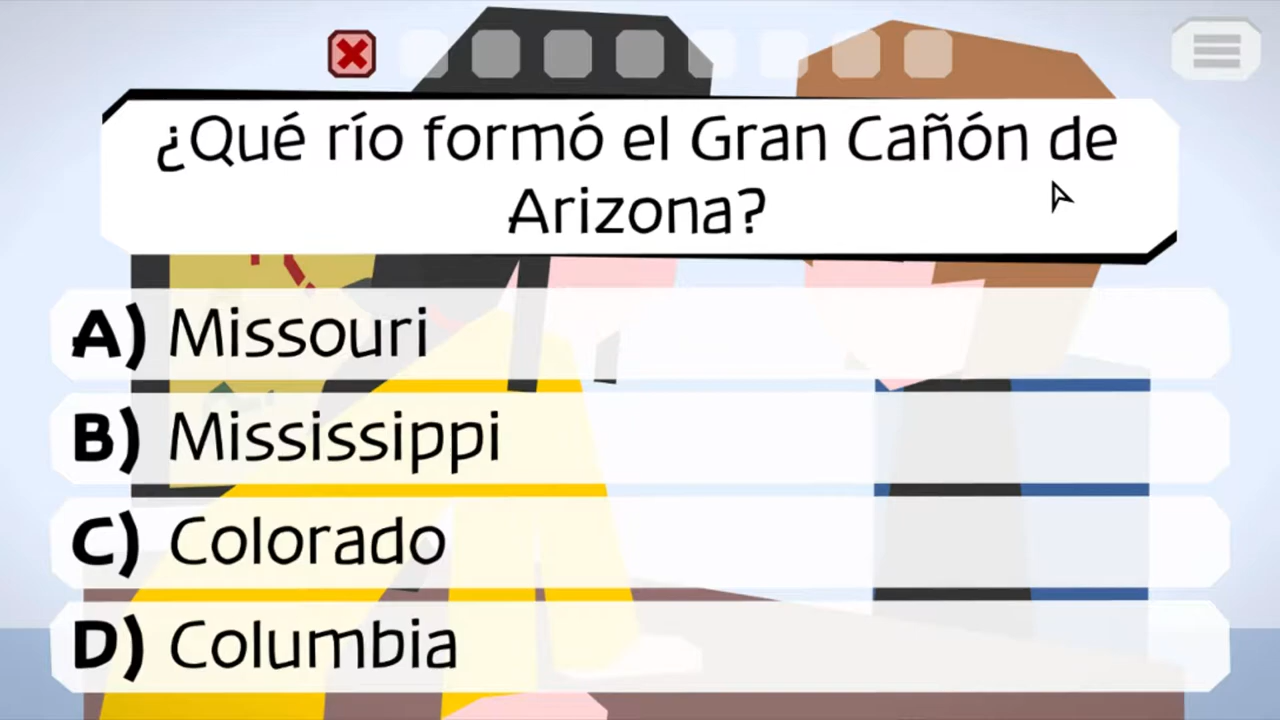 ¿Qué río formó el Gran Cañón de
Arizona?
A) Missouri
B) Mississippi
C) Colorado
D) Columbia